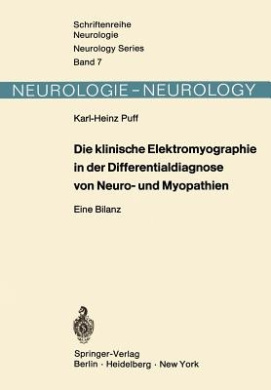 Schriftenreihe
Neurologie
Neurology Series
Band 7
NEUROLOGIE – NEUROLOGY
Karl-Heinz Puff
Die klinische Elektromyographie
in der Differentialdiagnose
von Neuro- und Myopathien
Eine Bilanz
Springer-Verlag
Berlin · Heidelberg · New York